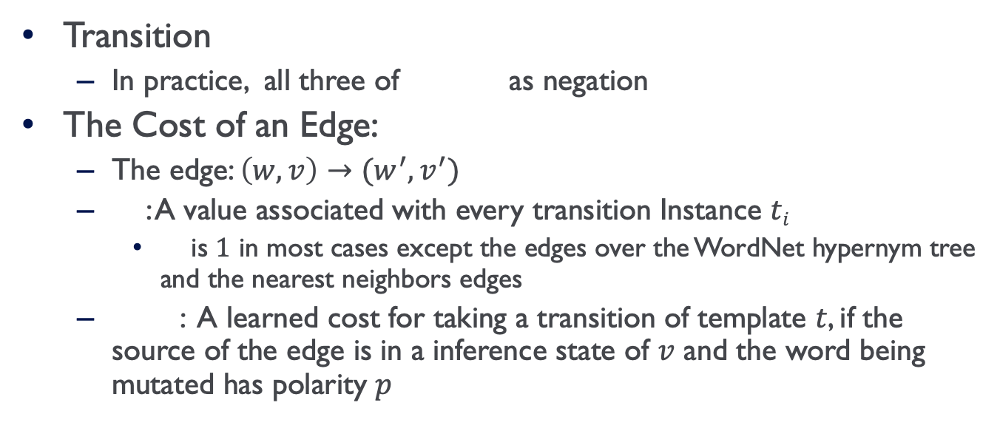 • Transition
– In practice, all three of as negation
• The Cost of an Edge:
– The edge: (w, v) → (w′, v′)
– : A value associated with every transition Instance tᵢ
• is 1 in most cases except the edges over the WordNet hypernym tree
and the nearest neighbors edges
– : A learned cost for taking a transition of template t, if the
source of the edge is in a inference state of v and the word being
mutated has polarity p